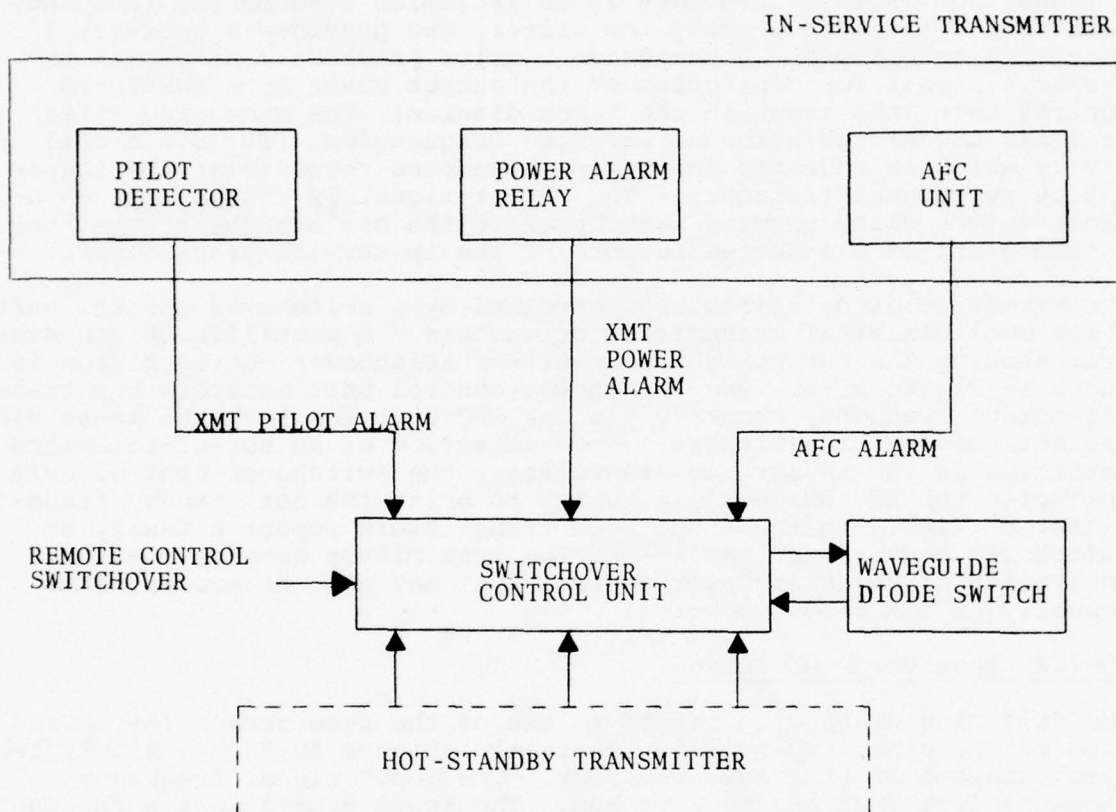 IN-SERVICE TRANSMITTER
PILOT
DETECTOR
POWER ALARM
RELAY
AFC
UNIT
XMT
POWER
ALARM
XMT PILOT ALARM
AFC ALARM
REMOTE CONTROL
SWITCHOVER
SWITCHOVER
CONTROL UNIT
WAVEGUIDE
DIODE SWITCH
HOT-STANDBY TRANSMITTER